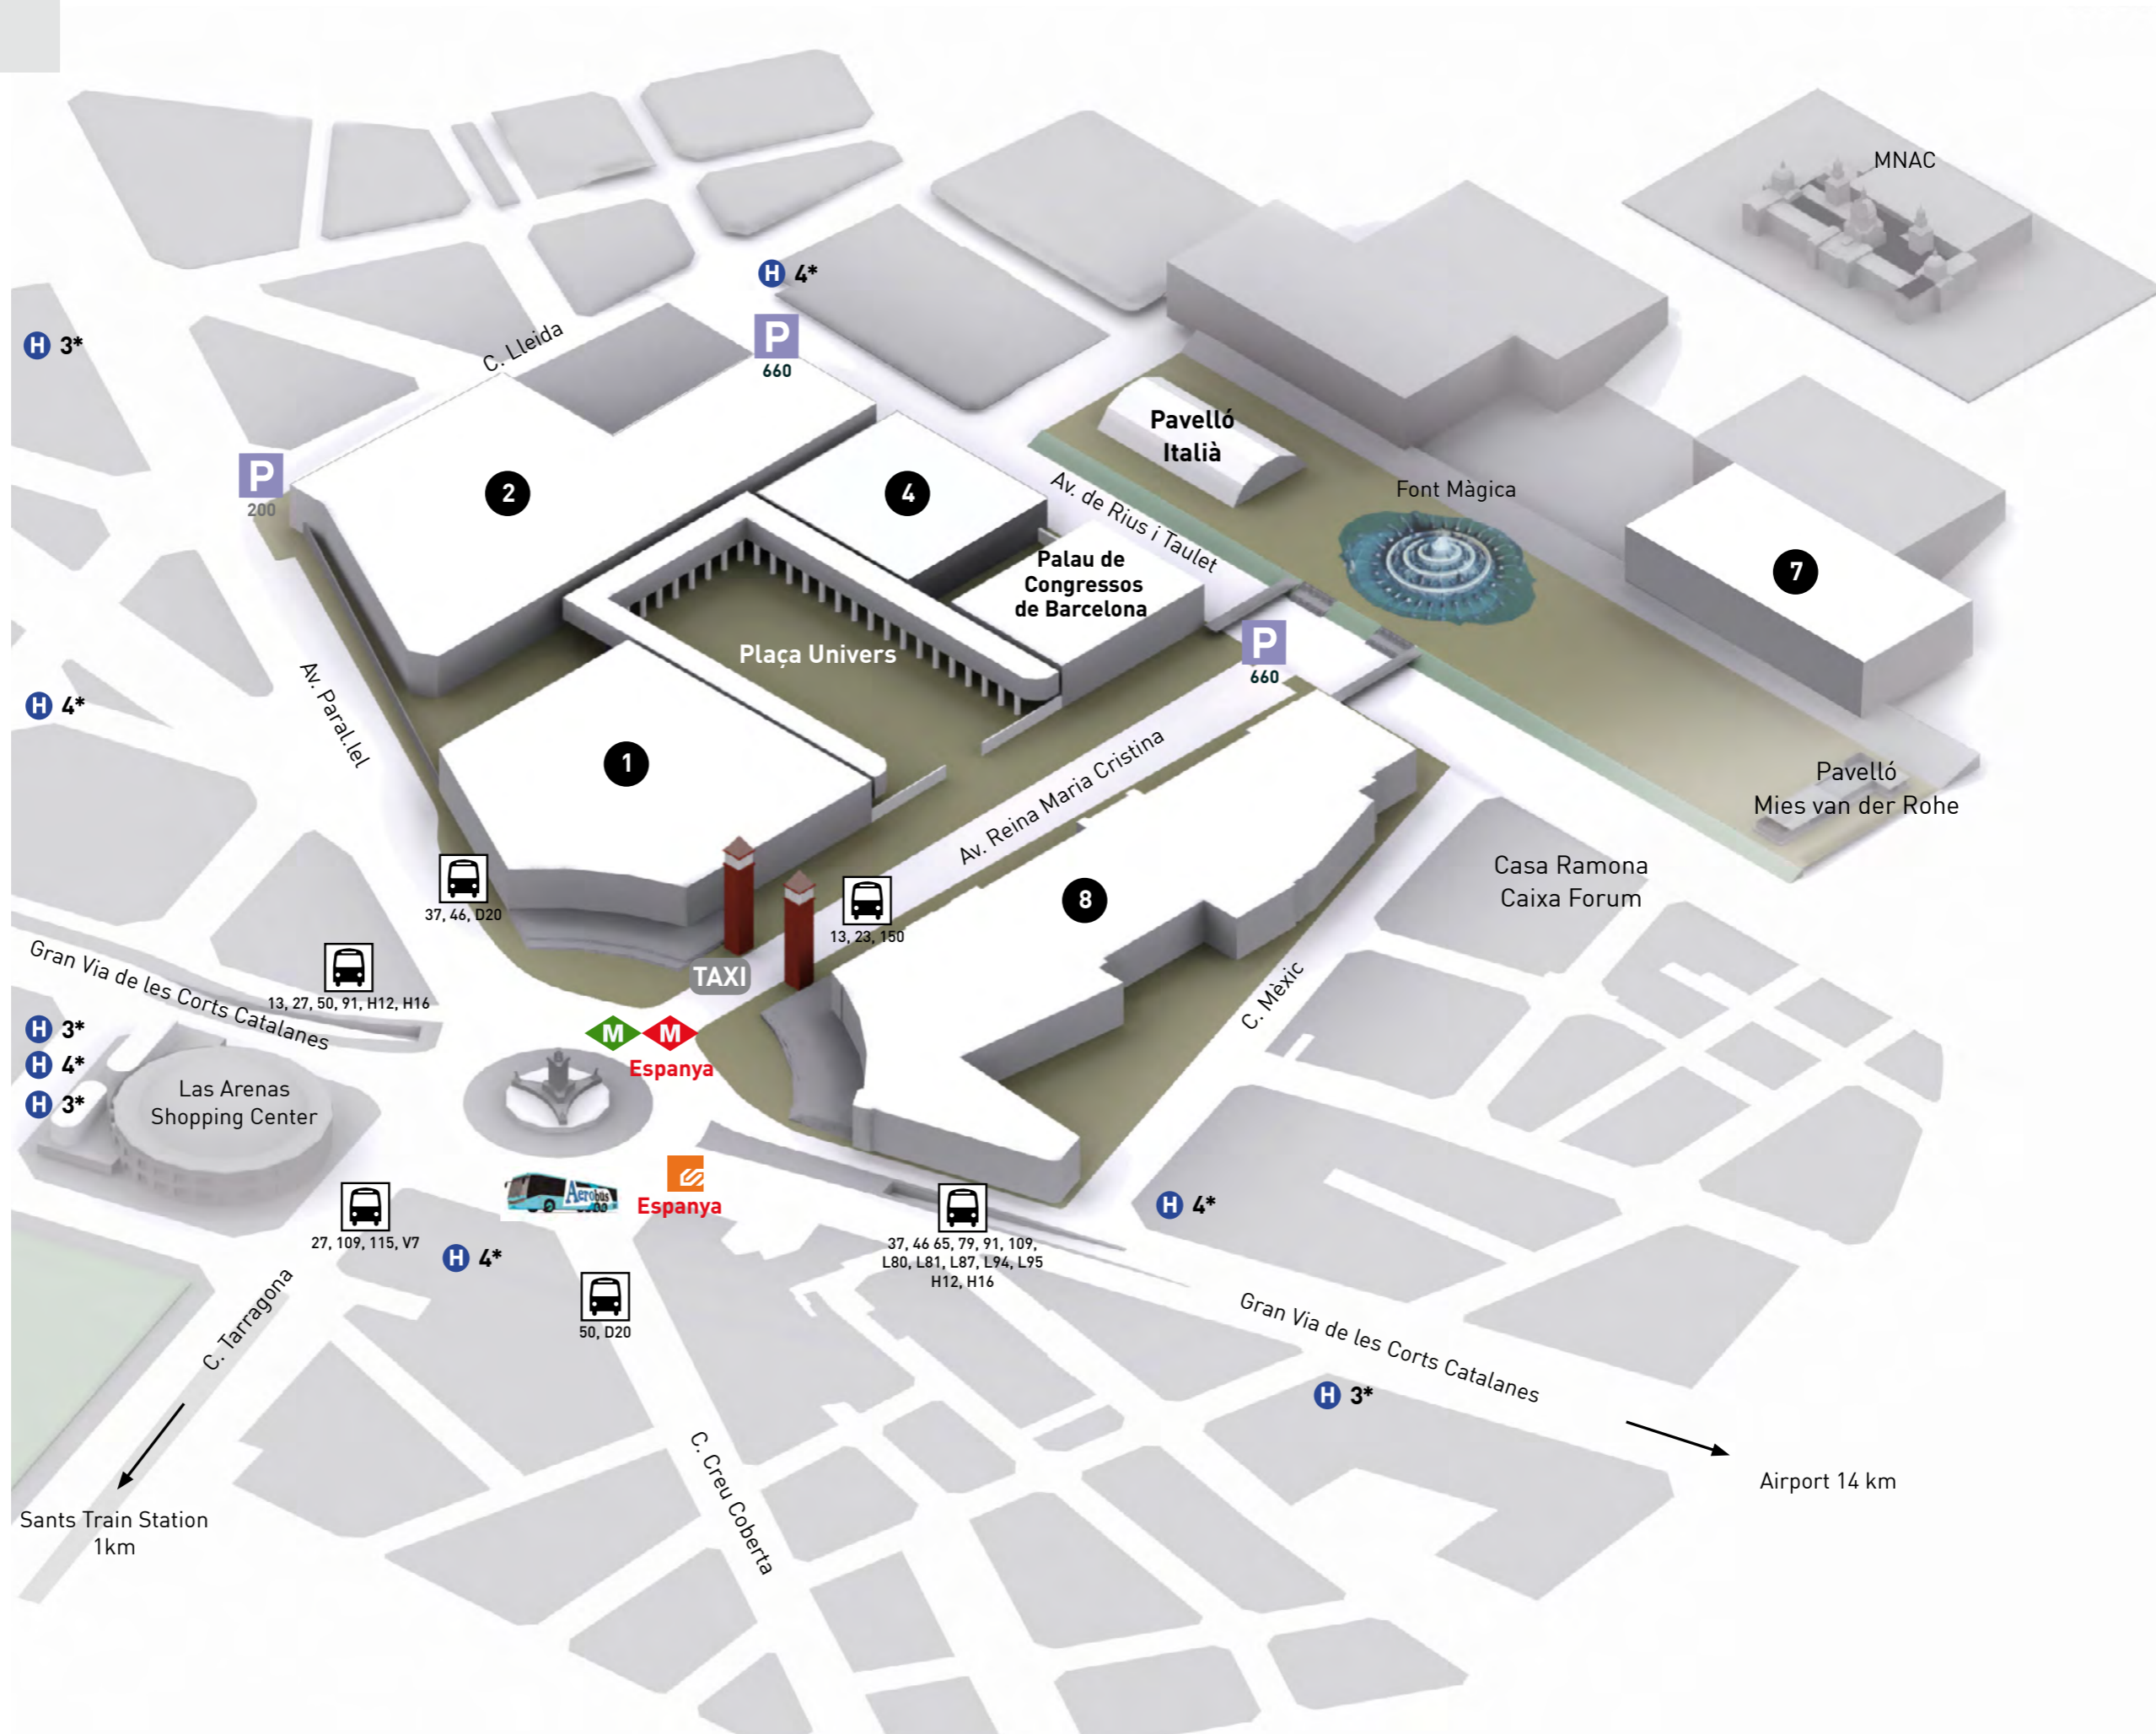 MNAC
H 4*
P
660
H 3*
C. Lleida
Pavelló
Italià
P
200
2
4
Av. de Rius i Taulet
Font Màgica
Palau de
Congressos
de Barcelona
7
Plaça Univers
P
660
H 4*
Av. Paral.lel
1
Av. Reina Maria Cristina
Pavelló
Mies van der Rohe
Casa Ramona
Caixa Forum
37, 46, D20
13, 23, 150
8
Gran Via de les Corts Catalanes
13, 27, 50, 91, H12, H16
TAXI
C. Mèxic
M M
Espanya
H 3*
H 4*
H 3*
Las Arenas
Shopping Center
Aerobús
Espanya
27, 109, 115, V7
H 4*
37, 46 65, 79, 91, 109,
L80, L81, L87, L94, L95
H12, H16
H 4*
50, D20
C. Tarragona
Gran Via de les Corts Catalanes
H 3*
C. Creu Coberta
Airport 14 km
Sants Train Station
1km